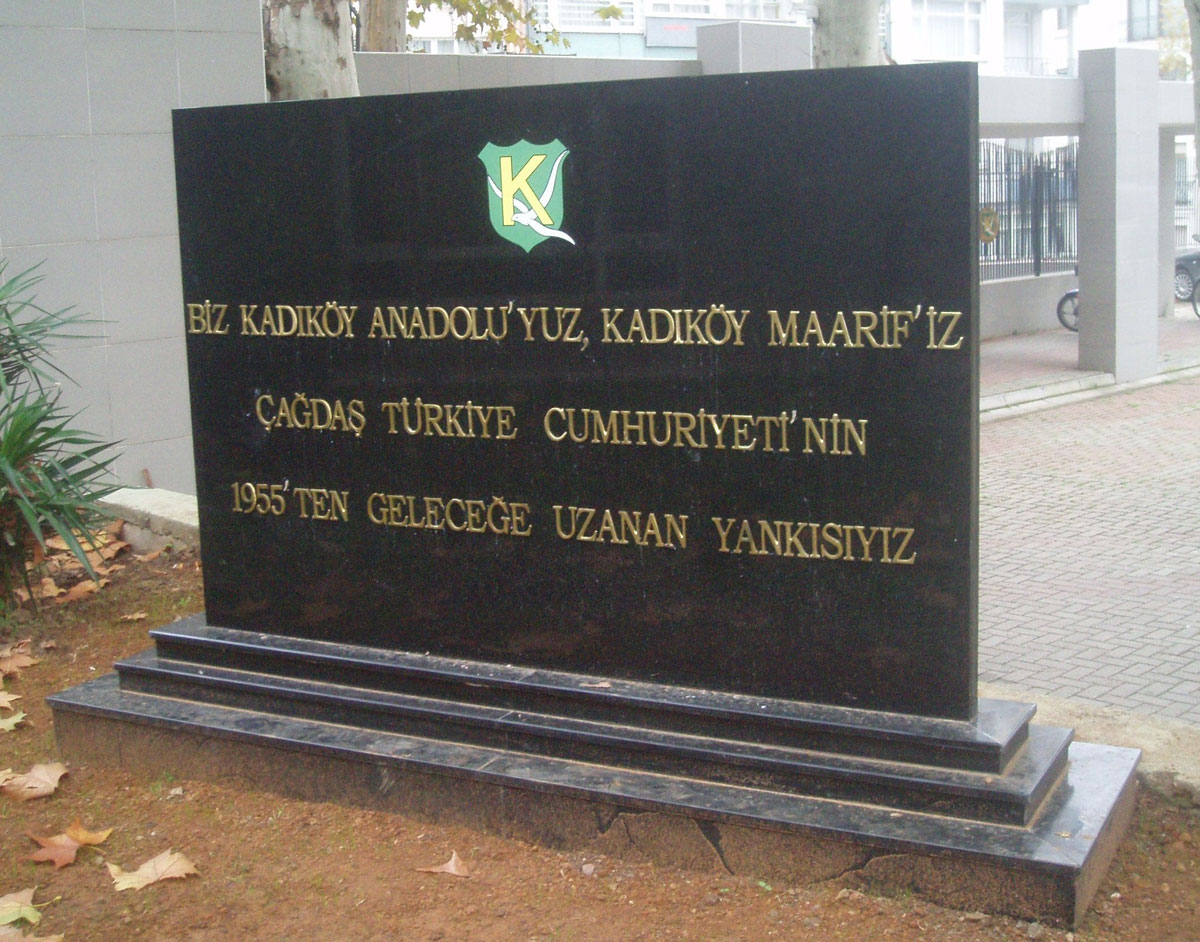 K
BİZ KADIKÖY ANADOLU'YUZ, KADIKÖY MAARİF'İZ
ÇAĞDAŞ TÜRKİYE CUMHURİYETİ'NİN
1955'TEN GELECEĞE UZANAN YANKISIYIZ